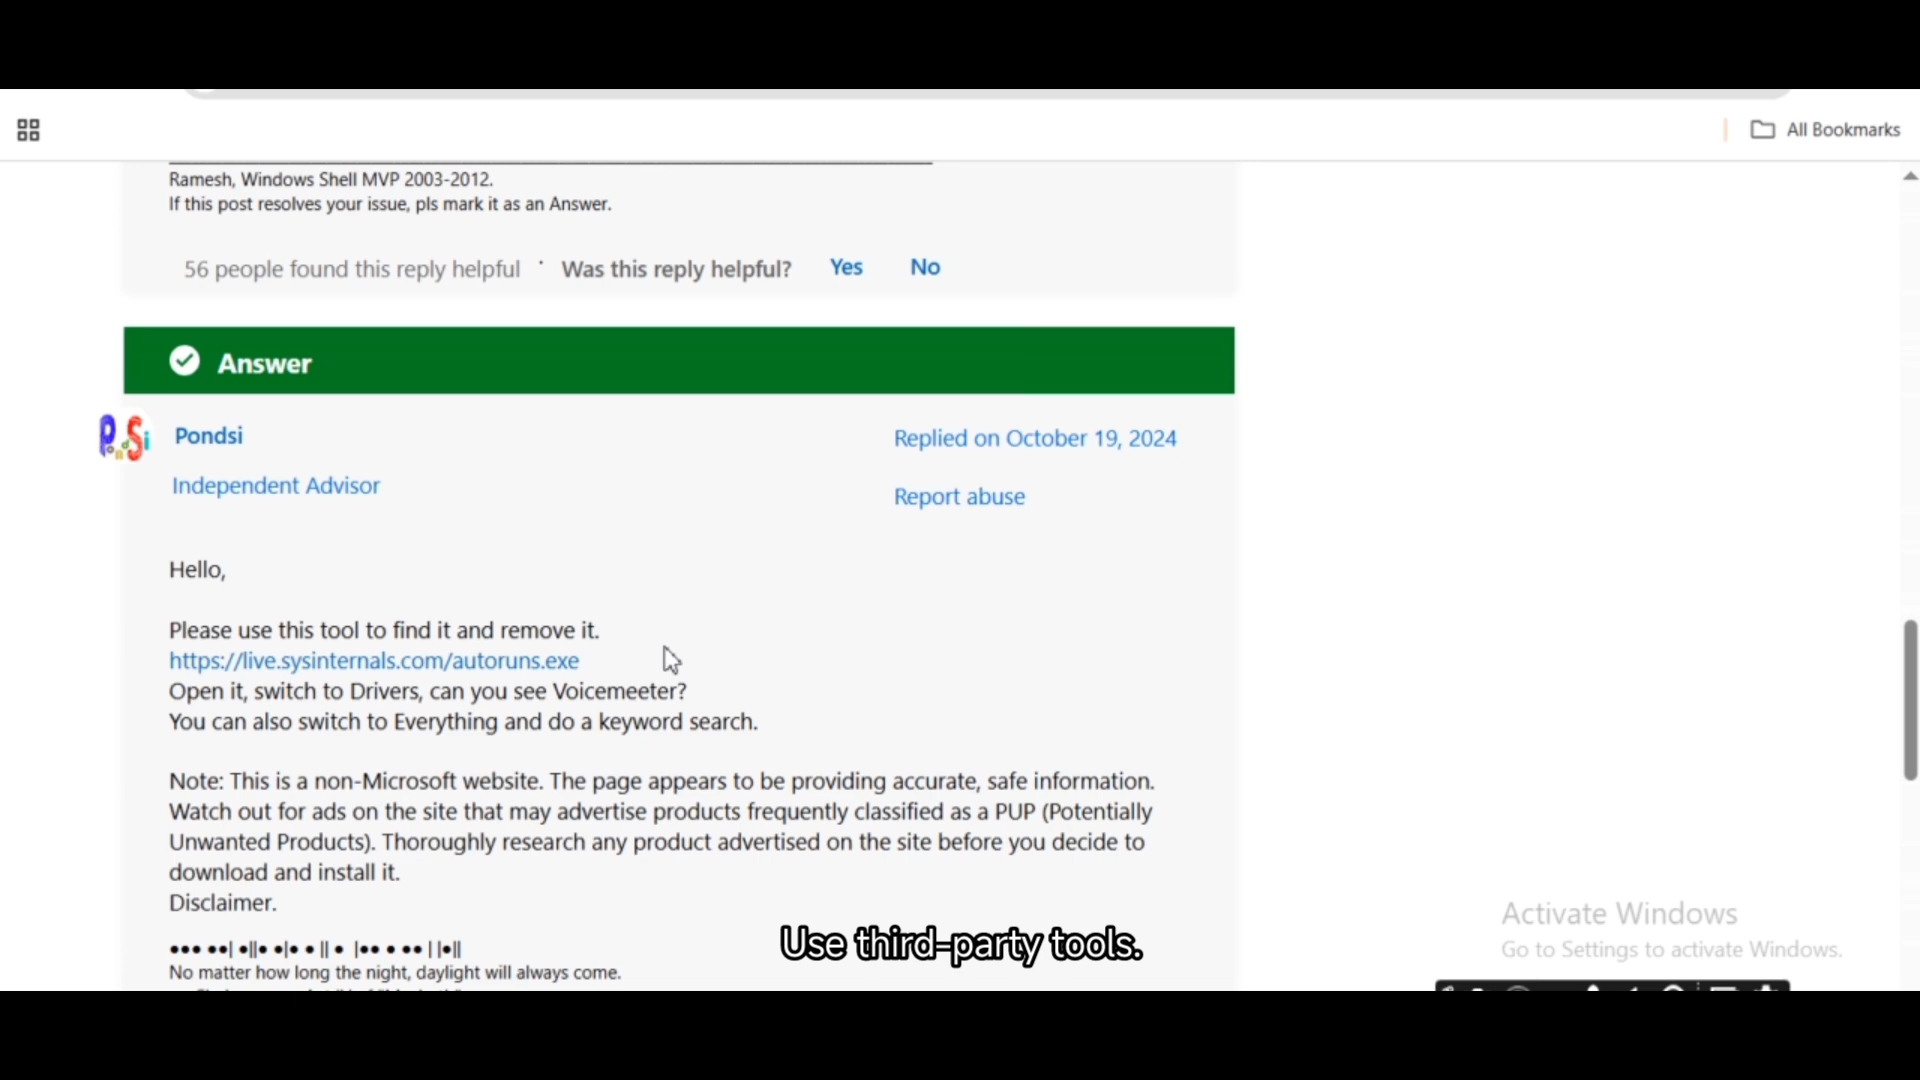 All Bookmarks
Ramesh, Windows Shell MVP 2003-2012.
If this post resolves your issue, pls mark it as an Answer.
56 people found this reply helpful · Was this reply helpful? Yes No
Answer
Pondsi
Replied on October 19, 2024
Independent Advisor
Report abuse
Hello,
Please use this tool to find it and remove it.
https://live.sysinternals.com/autoruns.exe
Open it, switch to Drivers, can you see Voicemeeter?
You can also switch to Everything and do a keyword search.
Note: This is a non-Microsoft website. The page appears to be providing accurate, safe information.
Watch out for ads on the site that may advertise products frequently classified as a PUP (Potentially
Unwanted Products). Thoroughly research any product advertised on the site before you decide to
download and install it.
Disclaimer.
No matter how long the night, daylight will always come.
Use third-party tools.
Activate Windows
Go to Settings to activate Windows.